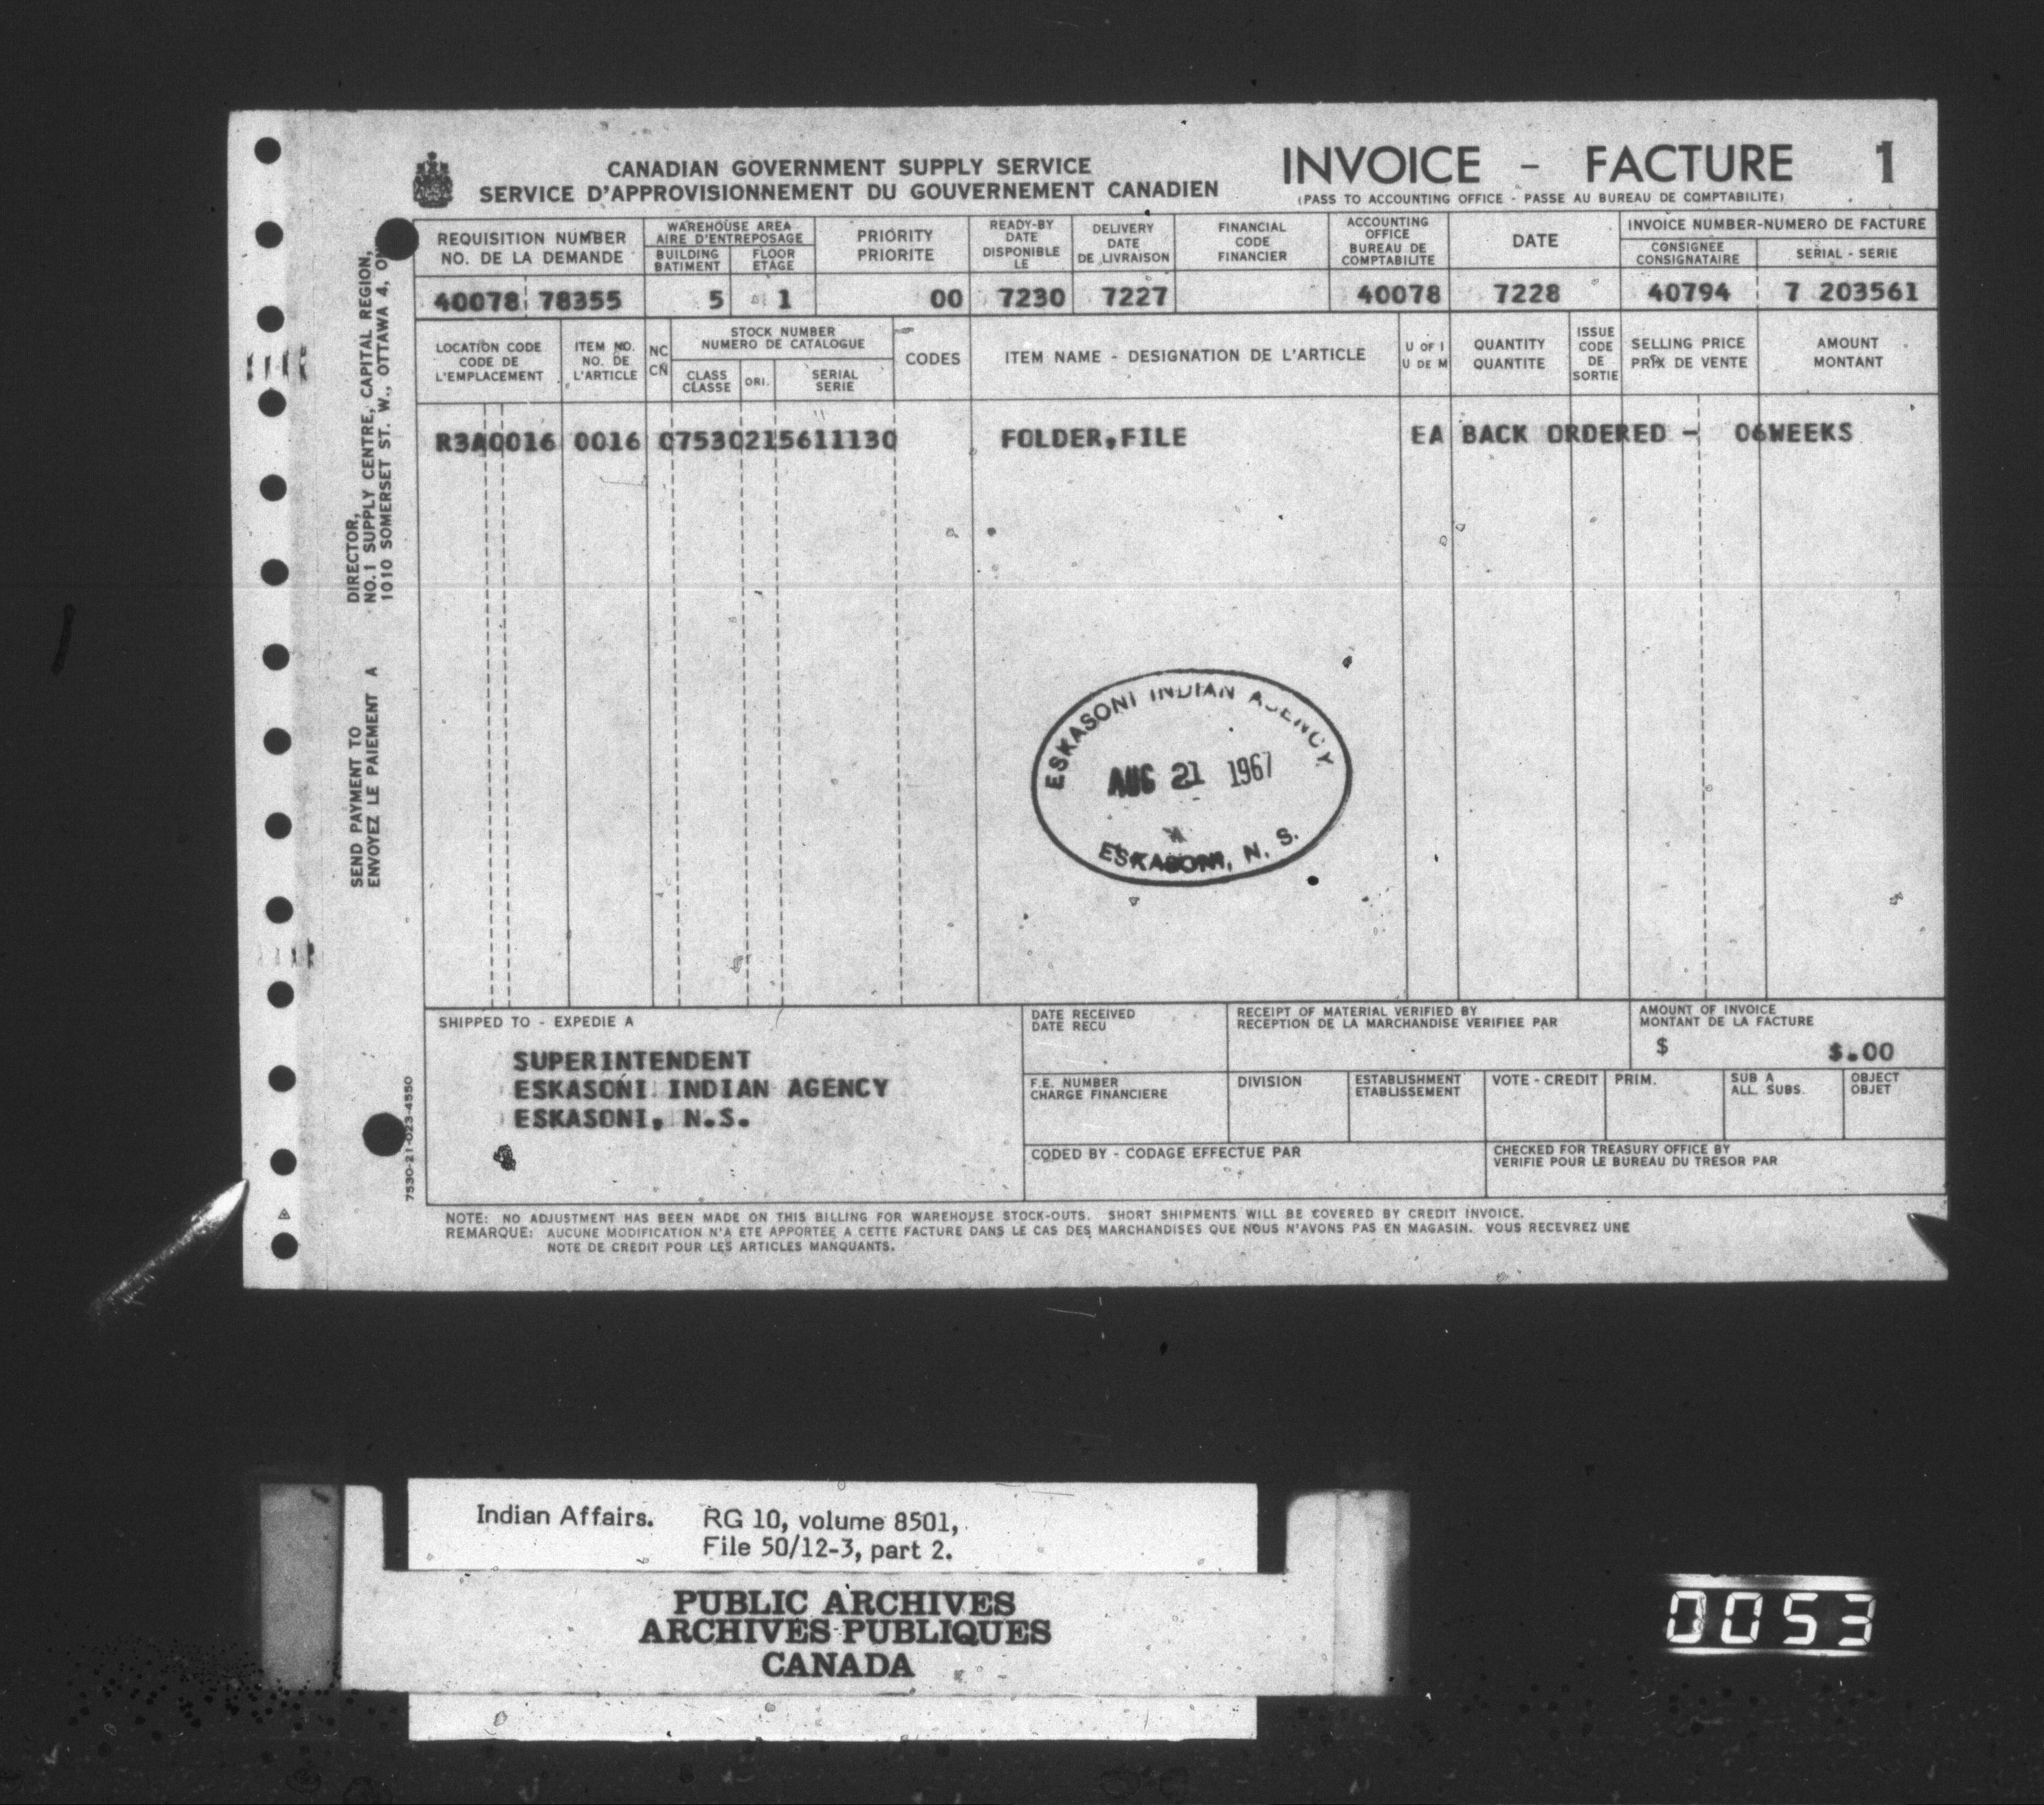 CANADIAN GOVERNMENT SUPPLY SERVICE
SERVICE D'APPROVISIONNEMENT DU GOUVERNEMENT CANADIEN
INVOICE - FACTURE 1
(PASS TO ACCOUNTING OFFICE - PASSE AU BUREAU DE COMPTABILITE)
REQUISITION NUMBER
NO. DE LA DEMANDE
WAREHOUSE AREA
AIRE D'ENTREPOSAGE
BUILDING
BATIMENT
FLOOR
ETAGE
PRIORITY
PRIORITE
READY-BY
DATE
DISPONIBLE
LE
DELIVERY
DATE
DE LIVRAISON
FINANCIAL
CODE
FINANCIER
ACCOUNTING
OFFICE
BUREAU DE
COMPTABILITE
DATE
INVOICE NUMBER-NUMERO DE FACTURE
CONSIGNEE
CONSIGNATAIRE
SERIAL - SERIE
40078 78355 5 1 00 7230 7227 40078 7228 40794 7 203561
LOCATION CODE
CODE DE
L'EMPLACEMENT
ITEM NO.
NO. DE
L'ARTICLE
NC
CN
STOCK NUMBER
NUMERO DE CATALOGUE
CLASS
CLASSE
ORI.
SERIAL
SERIE
CODES
ITEM NAME - DESIGNATION DE L'ARTICLE
U OF I
U DE M
QUANTITY
QUANTITE
ISSUE
CODE
DE
SORTIE
SELLING PRICE
PRIX DE VENTE
AMOUNT
MONTANT
R3A0016 0016 07530215611130 FOLDER,FILE EA BACK ORDERED - 06WEEKS
DIRECTOR,
NO.1 SUPPLY CENTRE, CAPITAL REGION,
1010 SOMERSET ST. W., OTTAWA 4,
SEND PAYMENT TO
ENVOYEZ LE PAIEMENT A
ESKASONI INDIAN AGENCY
AUG 21 1967
ESKASONI, N. S.
7530-21-023-4550
SHIPPED TO - EXPEDIE A
SUPERINTENDENT
ESKASONI INDIAN AGENCY
ESKASONI, N.S.
DATE RECEIVED
DATE RECU
RECEIPT OF MATERIAL VERIFIED BY
RECEPTION DE LA MARCHANDISE VERIFIEE PAR
AMOUNT OF INVOICE
MONTANT DE LA FACTURE
$ $.00
F.E. NUMBER
CHARGE FINANCIERE
DIVISION
ESTABLISHMENT
ETABLISSEMENT
VOTE - CREDIT
PRIM.
SUB A
ALL. SUBS.
OBJECT
OBJET
CODED BY - CODAGE EFFECTUE PAR
CHECKED FOR TREASURY OFFICE BY
VERIFIE POUR LE BUREAU DU TRESOR PAR
NOTE: NO ADJUSTMENT HAS BEEN MADE ON THIS BILLING FOR WAREHOUSE STOCK-OUTS. SHORT SHIPMENTS WILL BE COVERED BY CREDIT INVOICE.
REMARQUE: AUCUNE MODIFICATION N'A ETE APPORTEE A CETTE FACTURE DANS LE CAS DES MARCHANDISES QUE NOUS N'AVONS PAS EN MAGASIN. VOUS RECEVREZ UNE
NOTE DE CREDIT POUR LES ARTICLES MANQUANTS.
Indian Affairs. RG 10, volume 8501,
File 50/12-3, part 2.
PUBLIC ARCHIVES
ARCHIVES PUBLIQUES
CANADA
0053